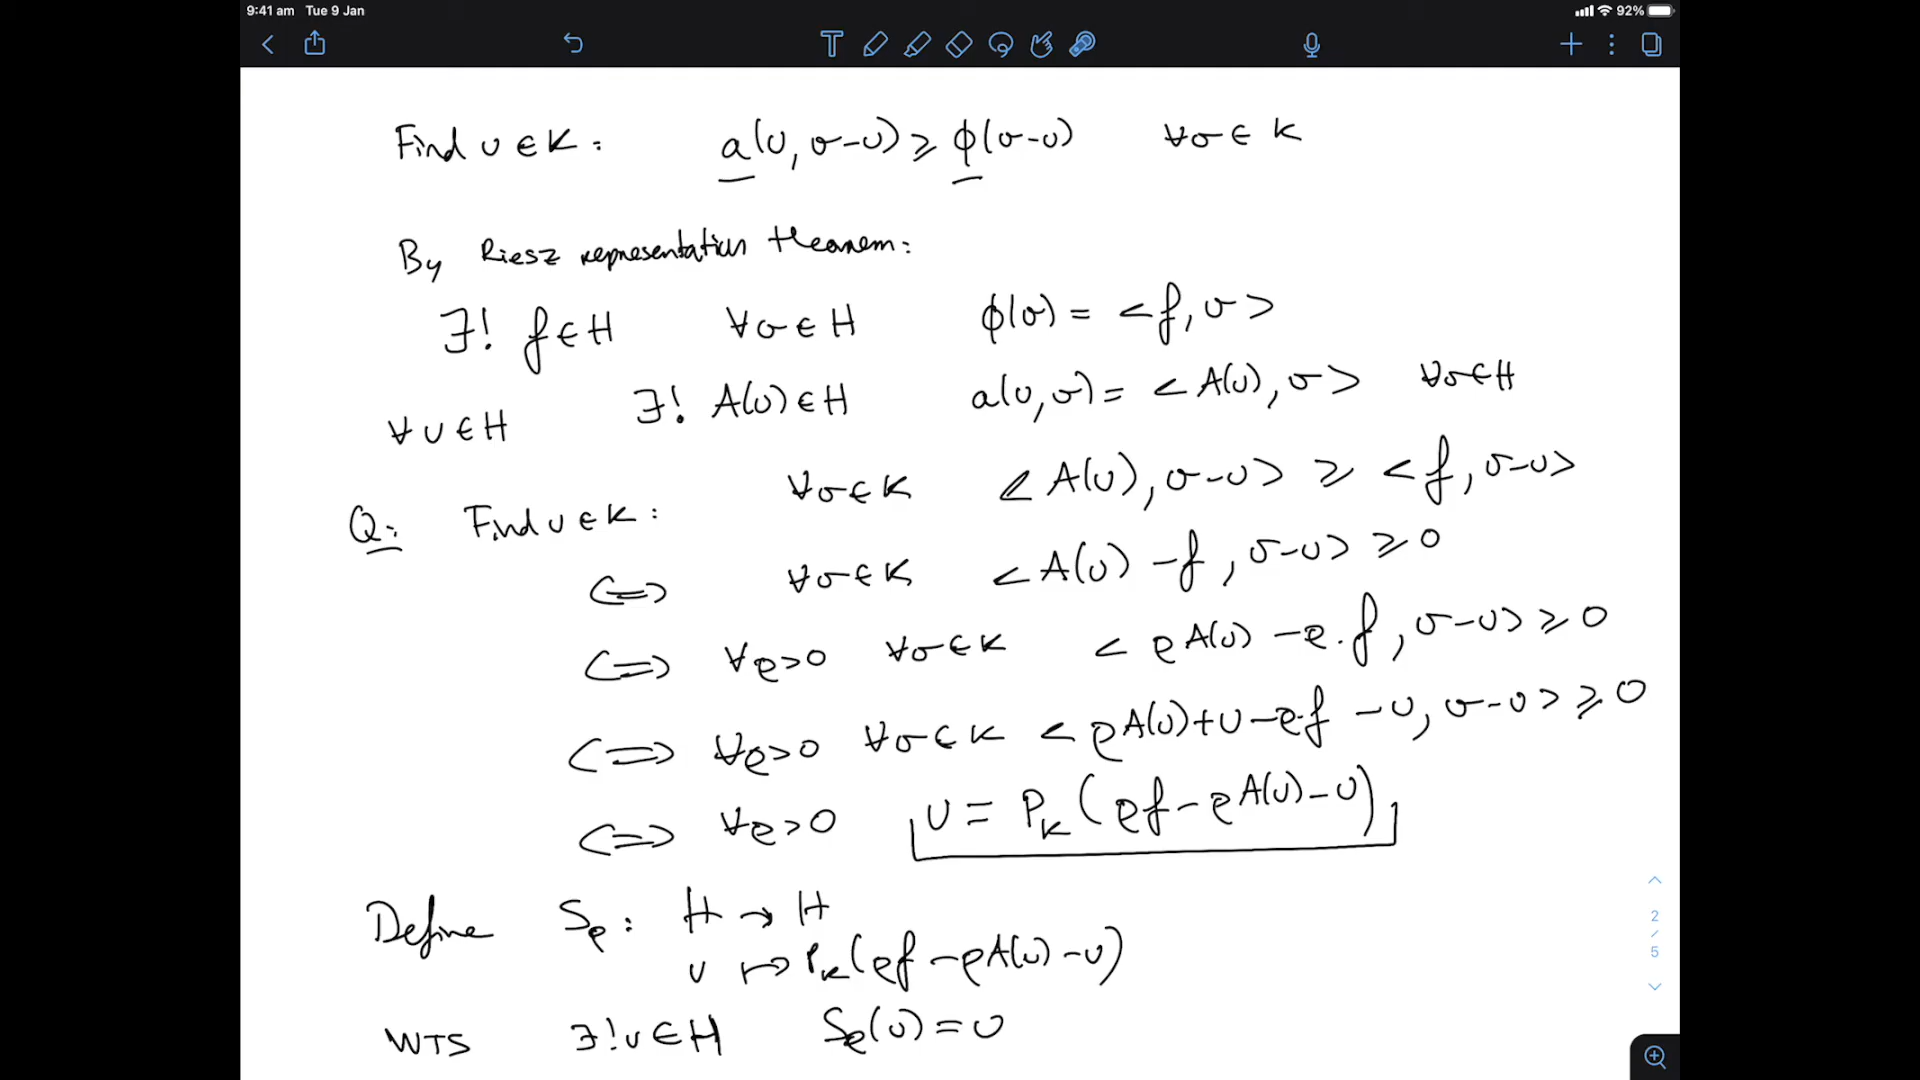 9:41 am Tue 9 Jan 92%
Find u ∈ K : a(u, v-u) ≥ φ(v-u) ∀v ∈ K
By Riesz representation theorem:
∃! f ∈ H ∀v ∈ H φ(v) = <f, v>
∀u ∈ H ∃! A(u) ∈ H a(u, v) = <A(u), v> ∀v ∈ H
Q: Find u ∈ K : ∀v ∈ K <A(u), v-u> ≥ <f, v-u>
⟺ ∀v ∈ K <A(u) - f, v-u> ≥ 0
⟺ ∀ρ>0 ∀v ∈ K <ρA(u) - ρ.f, v-u> ≥ 0
⟺ ∀ρ>0 ∀v ∈ K <ρA(u)+u-ρ.f - u, v-u> ≥ 0
⟺ ∀ρ>0 u = P_K(ρf - ρA(u) - u)
Define S_ρ : H → H
u ↦ P_K(ρf - ρA(u) - u)
WTS ∃! u ∈ H S_ρ(u) = u
2
/
5